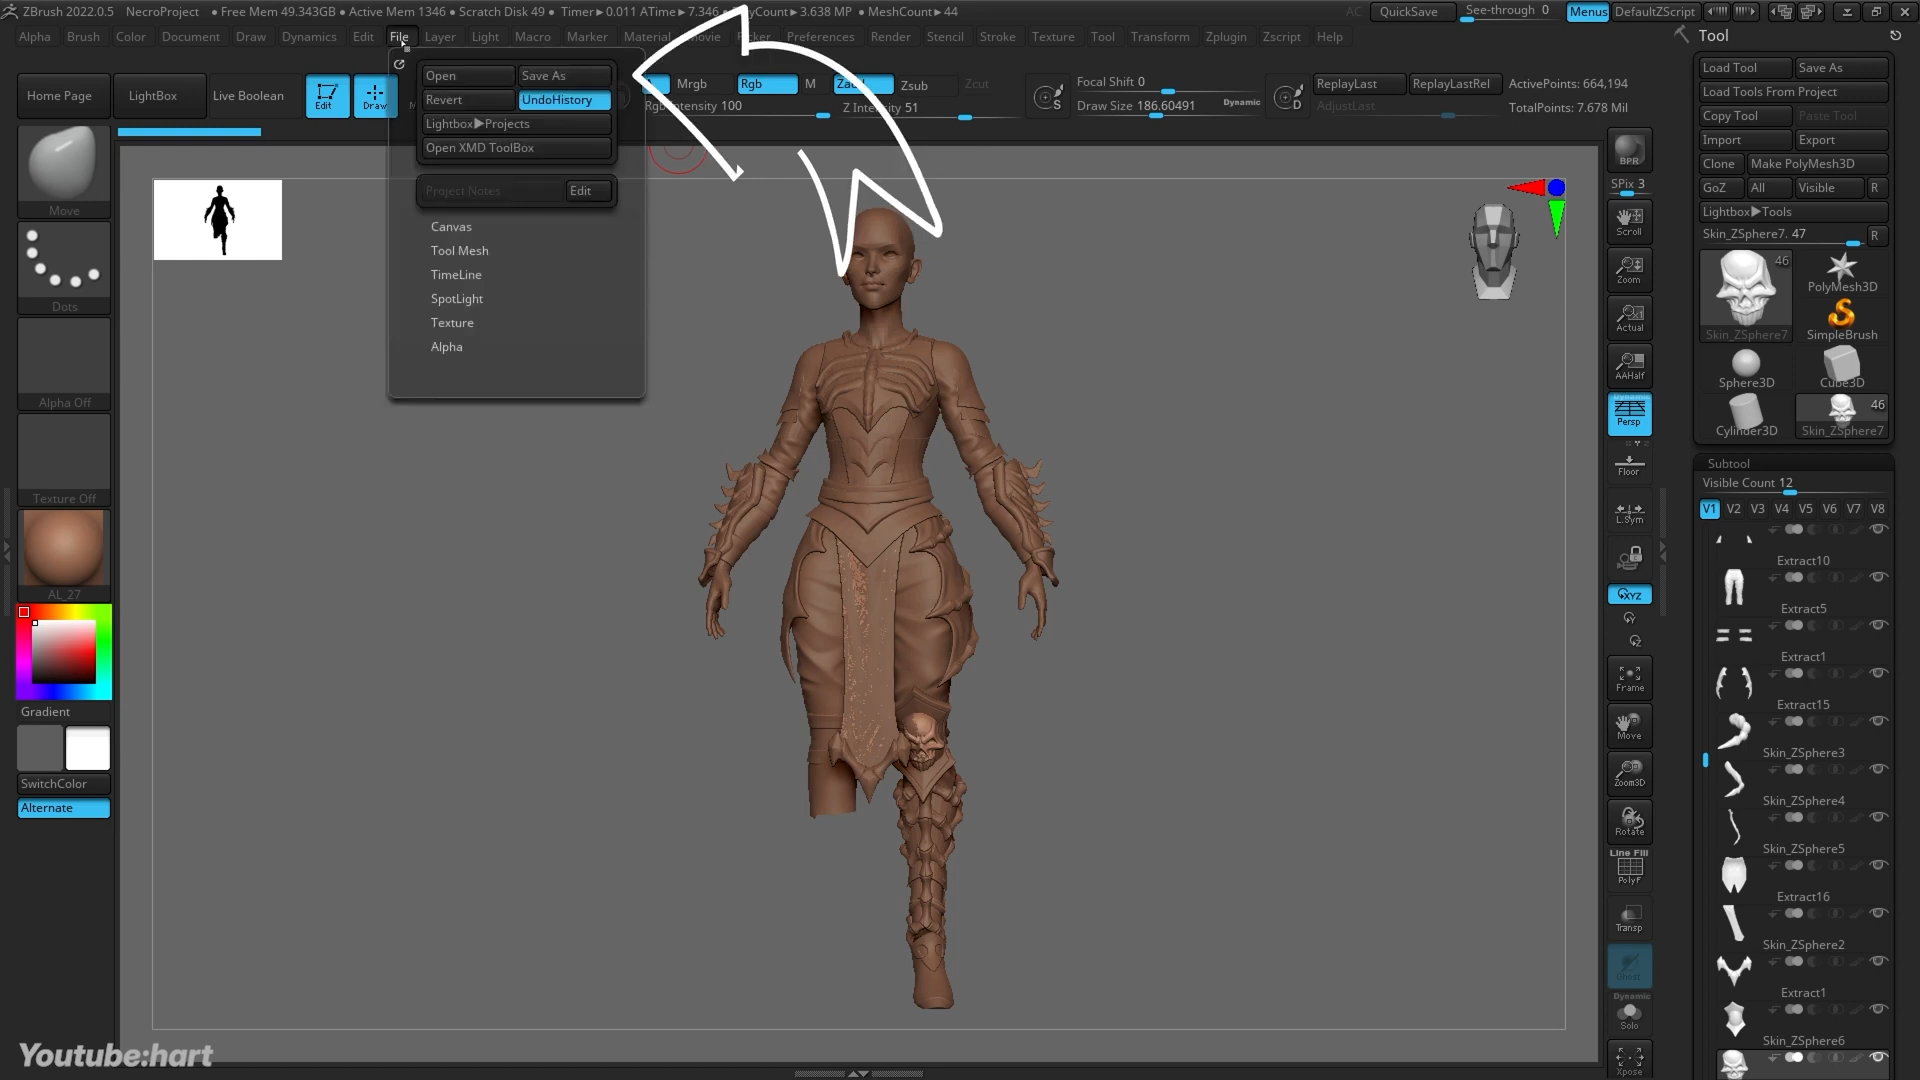 ZBrush 2022.0.5 NecroProject • Free Mem 49.343GB • Active Mem 1346 • Scratch Disk 49 • Timer►0.011 ATime►7.346 PolyCount►3.638 MP • MeshCount►44
AC QuickSave See-through 0 Menus DefaultZScript
Alpha Brush Color Document Draw Dynamics Edit File Layer Light Macro Marker Material Movie Picker Preferences Render Stencil Stroke Texture Tool Transform Zplugin Zscript Help
Home Page LightBox Live Boolean Edit Draw
Open Save As
Revert UndoHistory
Lightbox►Projects
Open XMD ToolBox
Project Notes Edit
Canvas
Tool Mesh
TimeLine
SpotLight
Texture
Alpha
Mrgb Rgb M Zadd Zsub Zcut
Rgb Intensity 100 Z Intensity 51
S
Focal Shift 0
Draw Size 186.60491 Dynamic
D
ReplayLast ReplayLastRel
AdjustLast
ActivePoints: 664,194
TotalPoints: 7.678 Mil
Move
Dots
Alpha Off
Texture Off
AL_27
Gradient
SwitchColor
Alternate
Youtube:hart
BPR
SPix 3
Scroll
Zoom
Actual
AAHalf
Dynamic
Persp
Floor
L.Sym
XYZ
Y
Z
Frame
Move
Zoom3D
Rotate
Line Fill
PolyF
Transp
Ghost
Dynamic
Solo
Xpose
Tool
Load Tool Save As
Load Tools From Project
Copy Tool Paste Tool
Import Export
Clone Make PolyMesh3D
GoZ All Visible R
Lightbox►Tools
Skin_ZSphere7. 47 R
46
Skin_ZSphere7
PolyMesh3D
SimpleBrush
Sphere3D Cube3D
46
Cylinder3D Skin_ZSphere7
Subtool
Visible Count 12
V1 V2 V3 V4 V5 V6 V7 V8
Extract10
Extract5
Extract1
Extract15
Skin_ZSphere3
Skin_ZSphere4
Skin_ZSphere5
Extract16
Skin_ZSphere2
Extract1
Skin_ZSphere6